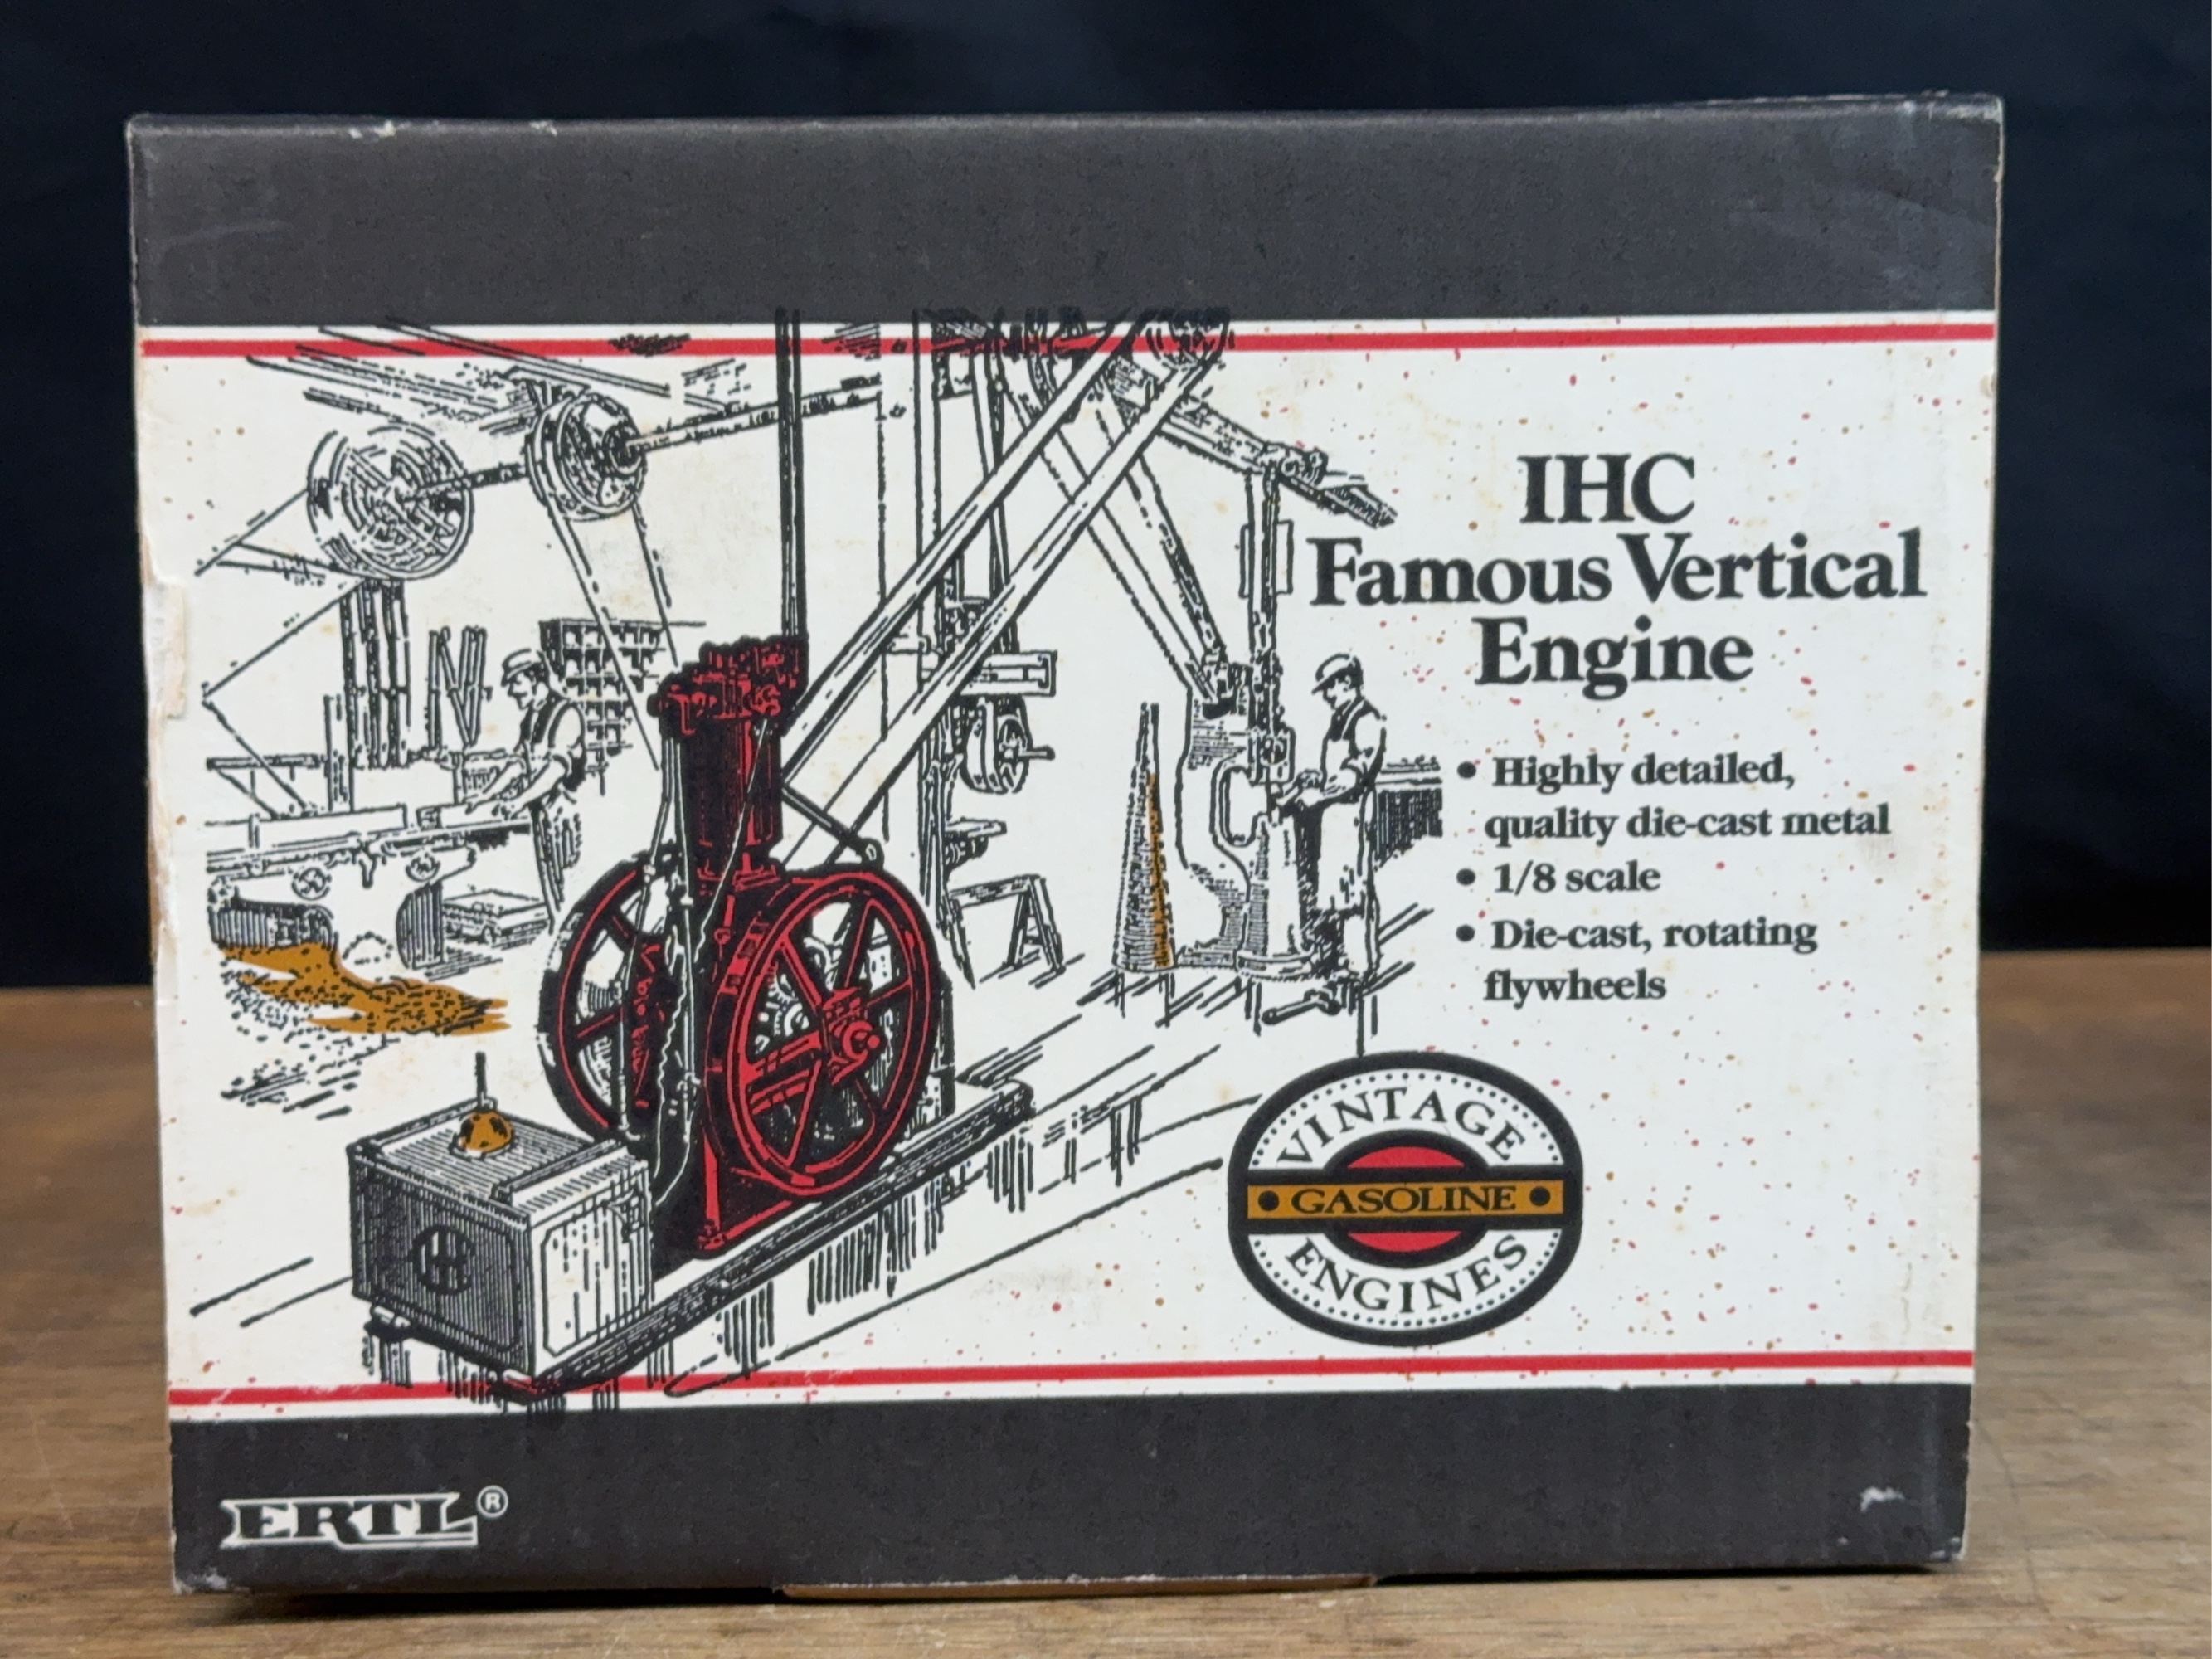 IHC
Famous Vertical
Engine
• Highly detailed,
quality die-cast metal
• 1/8 scale
• Die-cast, rotating
flywheels
VINTAGE
• GASOLINE •
ENGINES
IHC
ERTL®